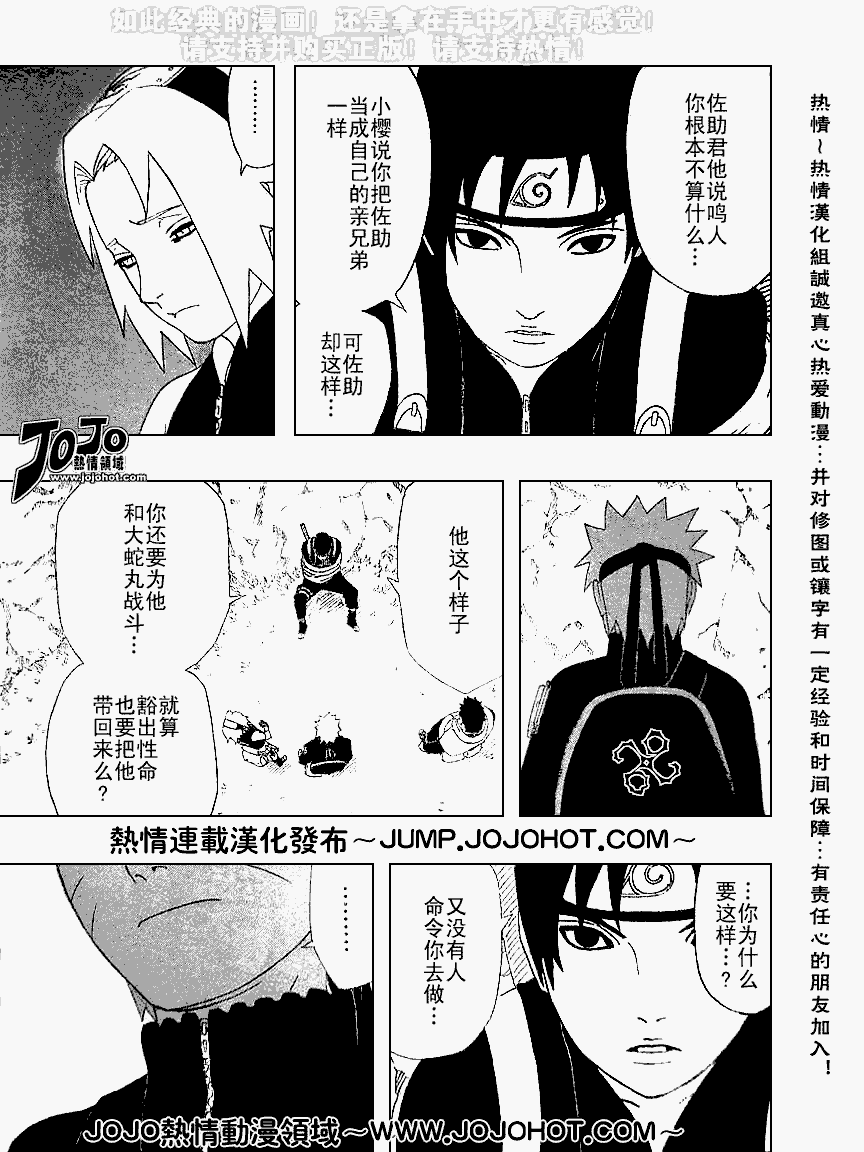 如此经典的漫画！还是拿在手中才更有感觉！
请支持并购买正版！请支持热情！
佐助君他说鸣人
你根本不算什么…
小樱说你把佐助
当成自己的亲兄弟
一样
可佐助
却这样…
………
JOJO
熱情領域
www.jojohot.com
他这个样子
你还要为他
和大蛇丸战斗…
就算
豁出性命
也要把他
带回来么？
熱情連載漢化發布～JUMP.JOJOHOT.COM～
…你为什么
要这样…?
又没有人
命令你去做…
………
JOJO熱情動漫領域～WWW.JOJOHOT.COM～
热情～热情漢化組誠邀真心热爱動漫…并对修图或镶字有一定经验和时间保障…有责任心的朋友加入！